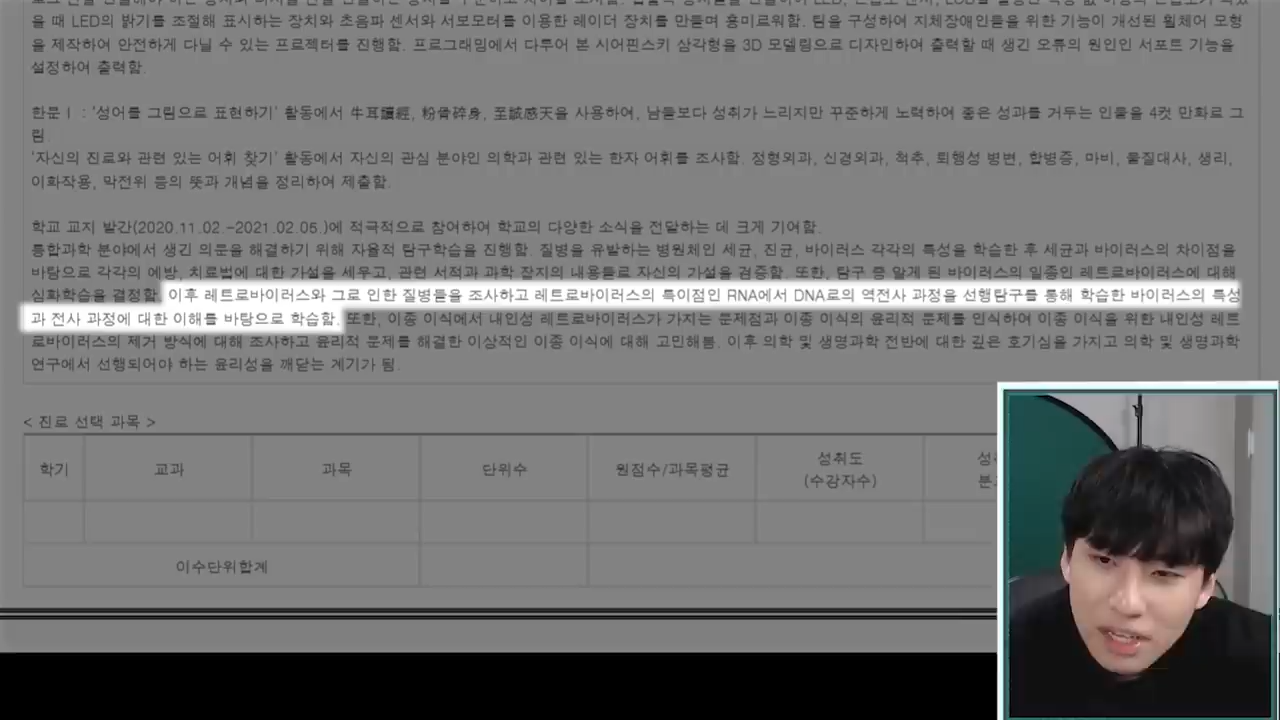 을 때 LED의 밝기를 조절해 표시하는 장치와 초음파 센서와 서보모터를 이용한 레이더 장치를 만들며 흥미로워함. 팀을 구성하여 지체장애인들을 위한 기능이 개선된 휠체어 모형
을 제작하여 안전하게 다닐 수 있는 프로젝터를 진행함. 프로그래밍에서 다루어 본 시어핀스키 삼각형을 3D 모델링으로 디자인하여 출력할 때 생긴 오류의 원인인 서포트 기능을
설정하여 출력함.
한문Ⅰ : '성어를 그림으로 표현하기' 활동에서 牛耳讀經, 粉骨碎身, 至誠感天을 사용하여, 남들보다 성취가 느리지만 꾸준하게 노력하여 좋은 성과를 거두는 인물을 4컷 만화로 그
림.
'자신의 진로와 관련 있는 어휘 찾기' 활동에서 자신의 관심 분야인 의학과 관련 있는 한자 어휘를 조사함. 정형외과, 신경외과, 척추, 퇴행성 병변, 합병증, 마비, 물질대사, 생리,
이화작용, 막전위 등의 뜻과 개념을 정리하여 제출함.
학교 교지 발간(2020.11.02.-2021.02.05.)에 적극적으로 참여하여 학교의 다양한 소식을 전달하는 데 크게 기여함.
통합과학 분야에서 생긴 의문을 해결하기 위해 자율적 탐구학습을 진행함. 질병을 유발하는 병원체인 세균, 진균, 바이러스 각각의 특성을 학습한 후 세균과 바이러스의 차이점을
바탕으로 각각의 예방, 치료법에 대한 가설을 세우고, 관련 서적과 과학 잡지의 내용들로 자신의 가설을 검증함. 또한, 탐구 중 알게 된 바이러스의 일종인 레트로바이러스에 대해
심화학습을 결정함. 이후 레트로바이러스와 그로 인한 질병들을 조사하고 레트로바이러스의 특이점인 RNA에서 DNA로의 역전사 과정을 선행탐구를 통해 학습한 바이러스의 특성
과 전사 과정에 대한 이해를 바탕으로 학습함. 또한, 이종 이식에서 내인성 레트로바이러스가 가지는 문제점과 이종 이식의 윤리적 문제를 인식하여 이종 이식을 위한 내인성 레트
로바이러스의 제거 방식에 대해 조사하고 윤리적 문제를 해결한 이상적인 이종 이식에 대해 고민해봄. 이후 의학 및 생명과학 전반에 대한 깊은 호기심을 가지고 의학 및 생명과학
연구에서 선행되어야 하는 윤리성을 깨닫는 계기가 됨.
< 진로 선택 과목 >
학기 교과 과목 단위수 원점수/과목평균 성취도
(수강자수)
이수단위합계